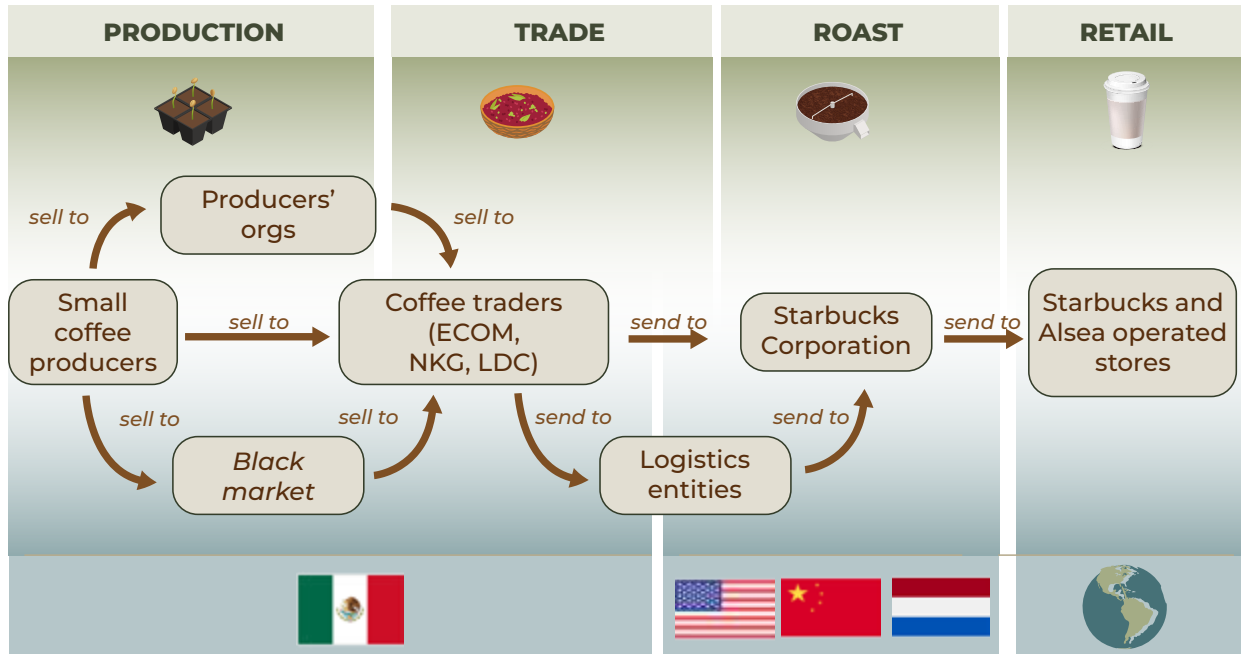 PRODUCTION
TRADE
ROAST
RETAIL
sell to
Producers’
orgs
sell to
Small
coffee
producers
sell to
Coffee traders
(ECOM,
NKG, LDC)
send to
Starbucks
Corporation
send to
Starbucks and
Alsea operated
stores
sell to
Black
market
sell to
send to
Logistics
entities
send to